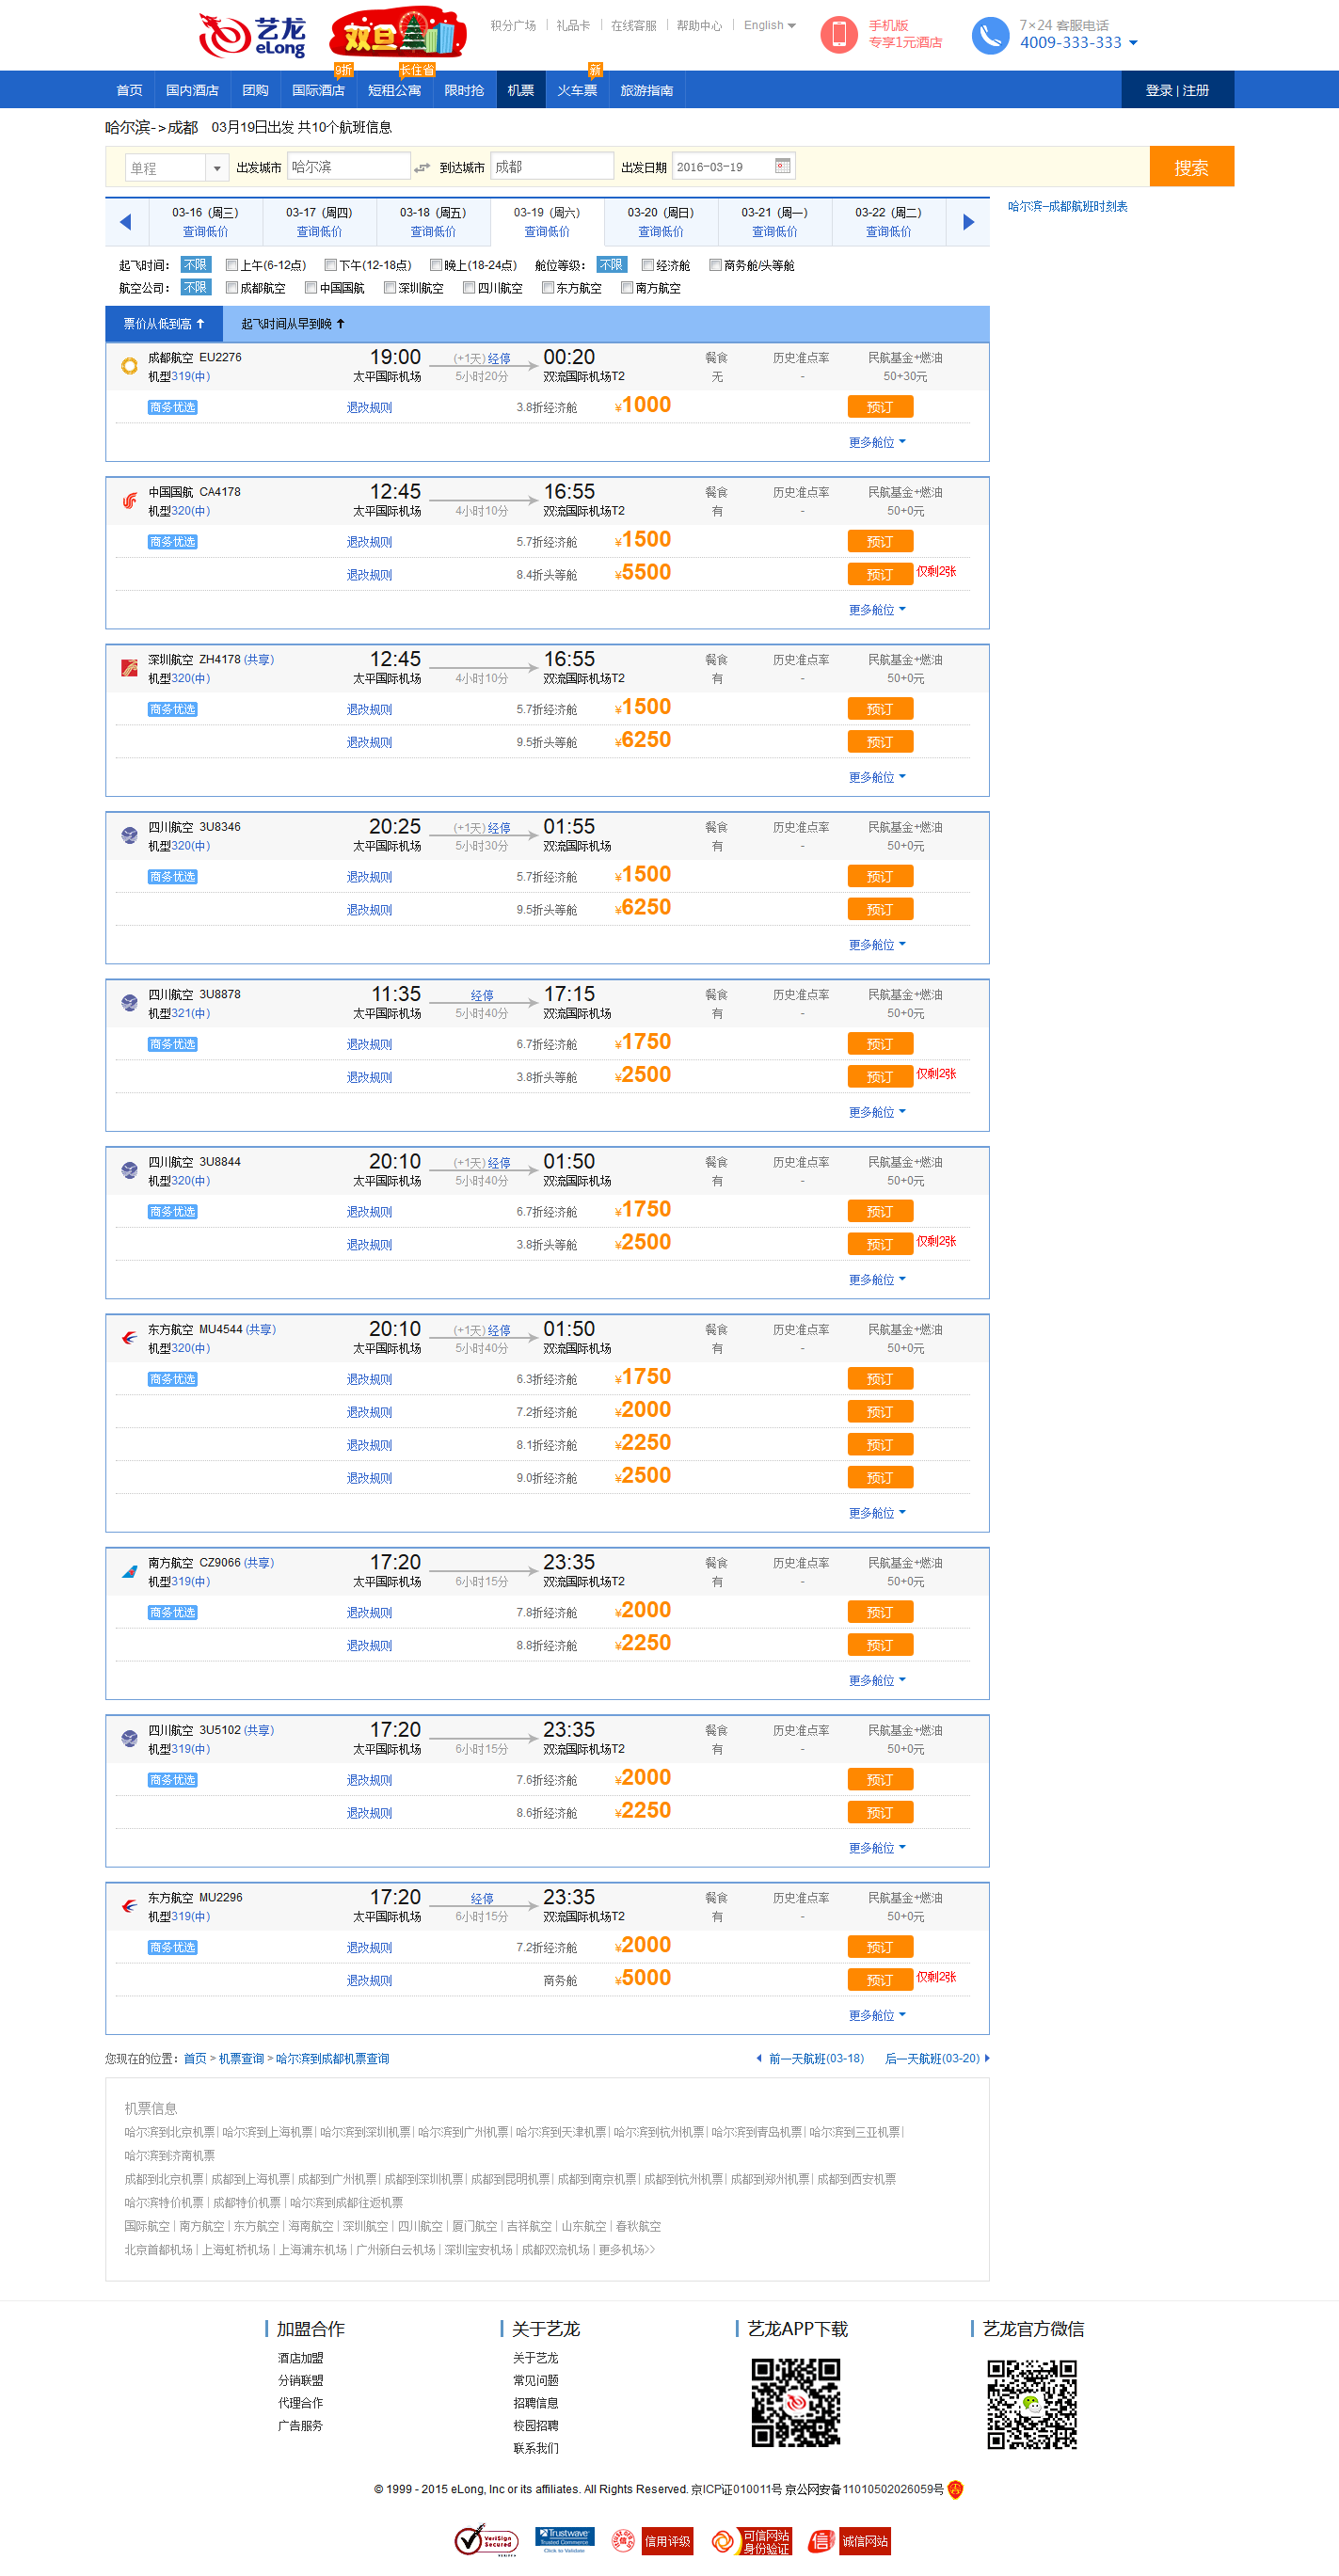 艺龙
eLong
双旦
积分广场 礼品卡 在线客服 帮助中心 English
手机版
专享1元酒店
7×24 客服电话
4009-333-333
9折 长住省 新
首页 国内酒店 团购 国际酒店 短租公寓 限时抢 机票 火车票 旅游指南 登录 | 注册
哈尔滨->成都 03月19日出发 共10个航班信息
单程 出发城市 哈尔滨 到达城市 成都 出发日期 2016-03-19 搜索
03-16 (周三) 03-17 (周四) 03-18 (周五) 03-19 (周六) 03-20 (周日) 03-21 (周一) 03-22 (周二)
查询低价 查询低价 查询低价 查询低价 查询低价 查询低价 查询低价
哈尔滨-成都航班时刻表
起飞时间: 不限 上午(6-12点) 下午(12-18点) 晚上(18-24点) 舱位等级: 不限 经济舱 商务舱/头等舱
航空公司: 不限 成都航空 中国国航 深圳航空 四川航空 东方航空 南方航空
票价从低到高 起飞时间从早到晚
成都航空 EU2276 19:00 (+1天) 经停 00:20 餐食 历史准点率 民航基金+燃油
机型319(中) 太平国际机场 5小时20分 双流国际机场T2 无 - 50+30元
商务优选 退改规则 3.8折经济舱 ¥1000 预订
更多舱位
中国国航 CA4178 12:45 16:55 餐食 历史准点率 民航基金+燃油
机型320(中) 太平国际机场 4小时10分 双流国际机场T2 有 - 50+0元
商务优选 退改规则 5.7折经济舱 ¥1500 预订
退改规则 8.4折头等舱 ¥5500 预订 仅剩2张
更多舱位
深圳航空 ZH4178 (共享) 12:45 16:55 餐食 历史准点率 民航基金+燃油
机型320(中) 太平国际机场 4小时10分 双流国际机场T2 有 - 50+0元
商务优选 退改规则 5.7折经济舱 ¥1500 预订
退改规则 9.5折头等舱 ¥6250 预订
更多舱位
四川航空 3U8346 20:25 (+1天) 经停 01:55 餐食 历史准点率 民航基金+燃油
机型320(中) 太平国际机场 5小时30分 双流国际机场 有 - 50+0元
商务优选 退改规则 5.7折经济舱 ¥1500 预订
退改规则 9.5折头等舱 ¥6250 预订
更多舱位
四川航空 3U8878 11:35 经停 17:15 餐食 历史准点率 民航基金+燃油
机型321(中) 太平国际机场 5小时40分 双流国际机场 有 - 50+0元
商务优选 退改规则 6.7折经济舱 ¥1750 预订
退改规则 3.8折头等舱 ¥2500 预订 仅剩2张
更多舱位
四川航空 3U8844 20:10 (+1天) 经停 01:50 餐食 历史准点率 民航基金+燃油
机型320(中) 太平国际机场 5小时40分 双流国际机场 有 - 50+0元
商务优选 退改规则 6.7折经济舱 ¥1750 预订
退改规则 3.8折头等舱 ¥2500 预订 仅剩2张
更多舱位
东方航空 MU4544 (共享) 20:10 (+1天) 经停 01:50 餐食 历史准点率 民航基金+燃油
机型320(中) 太平国际机场 5小时40分 双流国际机场 有 - 50+0元
商务优选 退改规则 6.3折经济舱 ¥1750 预订
退改规则 7.2折经济舱 ¥2000 预订
退改规则 8.1折经济舱 ¥2250 预订
退改规则 9.0折经济舱 ¥2500 预订
更多舱位
南方航空 CZ9066 (共享) 17:20 23:35 餐食 历史准点率 民航基金+燃油
机型319(中) 太平国际机场 6小时15分 双流国际机场T2 有 - 50+0元
商务优选 退改规则 7.8折经济舱 ¥2000 预订
退改规则 8.8折经济舱 ¥2250 预订
更多舱位
四川航空 3U5102 (共享) 17:20 23:35 餐食 历史准点率 民航基金+燃油
机型319(中) 太平国际机场 6小时15分 双流国际机场T2 有 - 50+0元
商务优选 退改规则 7.6折经济舱 ¥2000 预订
退改规则 8.6折经济舱 ¥2250 预订
更多舱位
东方航空 MU2296 17:20 经停 23:35 餐食 历史准点率 民航基金+燃油
机型319(中) 太平国际机场 6小时15分 双流国际机场T2 有 - 50+0元
商务优选 退改规则 7.2折经济舱 ¥2000 预订
退改规则 商务舱 ¥5000 预订 仅剩2张
更多舱位
您现在的位置: 首页 > 机票查询 > 哈尔滨到成都机票查询 前一天航班(03-18) 后一天航班(03-20)
机票信息
哈尔滨到北京机票| 哈尔滨到上海机票| 哈尔滨到深圳机票| 哈尔滨到广州机票| 哈尔滨到天津机票| 哈尔滨到杭州机票| 哈尔滨到青岛机票| 哈尔滨到三亚机票|
哈尔滨到济南机票
成都到北京机票| 成都到上海机票| 成都到广州机票| 成都到深圳机票| 成都到昆明机票| 成都到南京机票| 成都到杭州机票| 成都到郑州机票| 成都到西安机票
哈尔滨特价机票 | 成都特价机票 | 哈尔滨到成都往返机票
国际航空 | 南方航空 | 东方航空 | 海南航空 | 深圳航空 | 四川航空 | 厦门航空 | 吉祥航空 | 山东航空 | 春秋航空
北京首都机场 | 上海虹桥机场 | 上海浦东机场 | 广州新白云机场 | 深圳宝安机场 | 成都双流机场 | 更多机场>>
加盟合作 关于艺龙 艺龙APP下载 艺龙官方微信
酒店加盟 关于艺龙
分销联盟 常见问题
代理合作 招聘信息
广告服务 校园招聘
联系我们
© 1999 - 2015 eLong, Inc or its affiliates. All Rights Reserved. 京ICP证010011号 京公网安备11010502026059号
VeriSign Secured Trustwave Trusted Commerce Click to Validate 信用评级 可信网站 身份验证 信 诚信网站